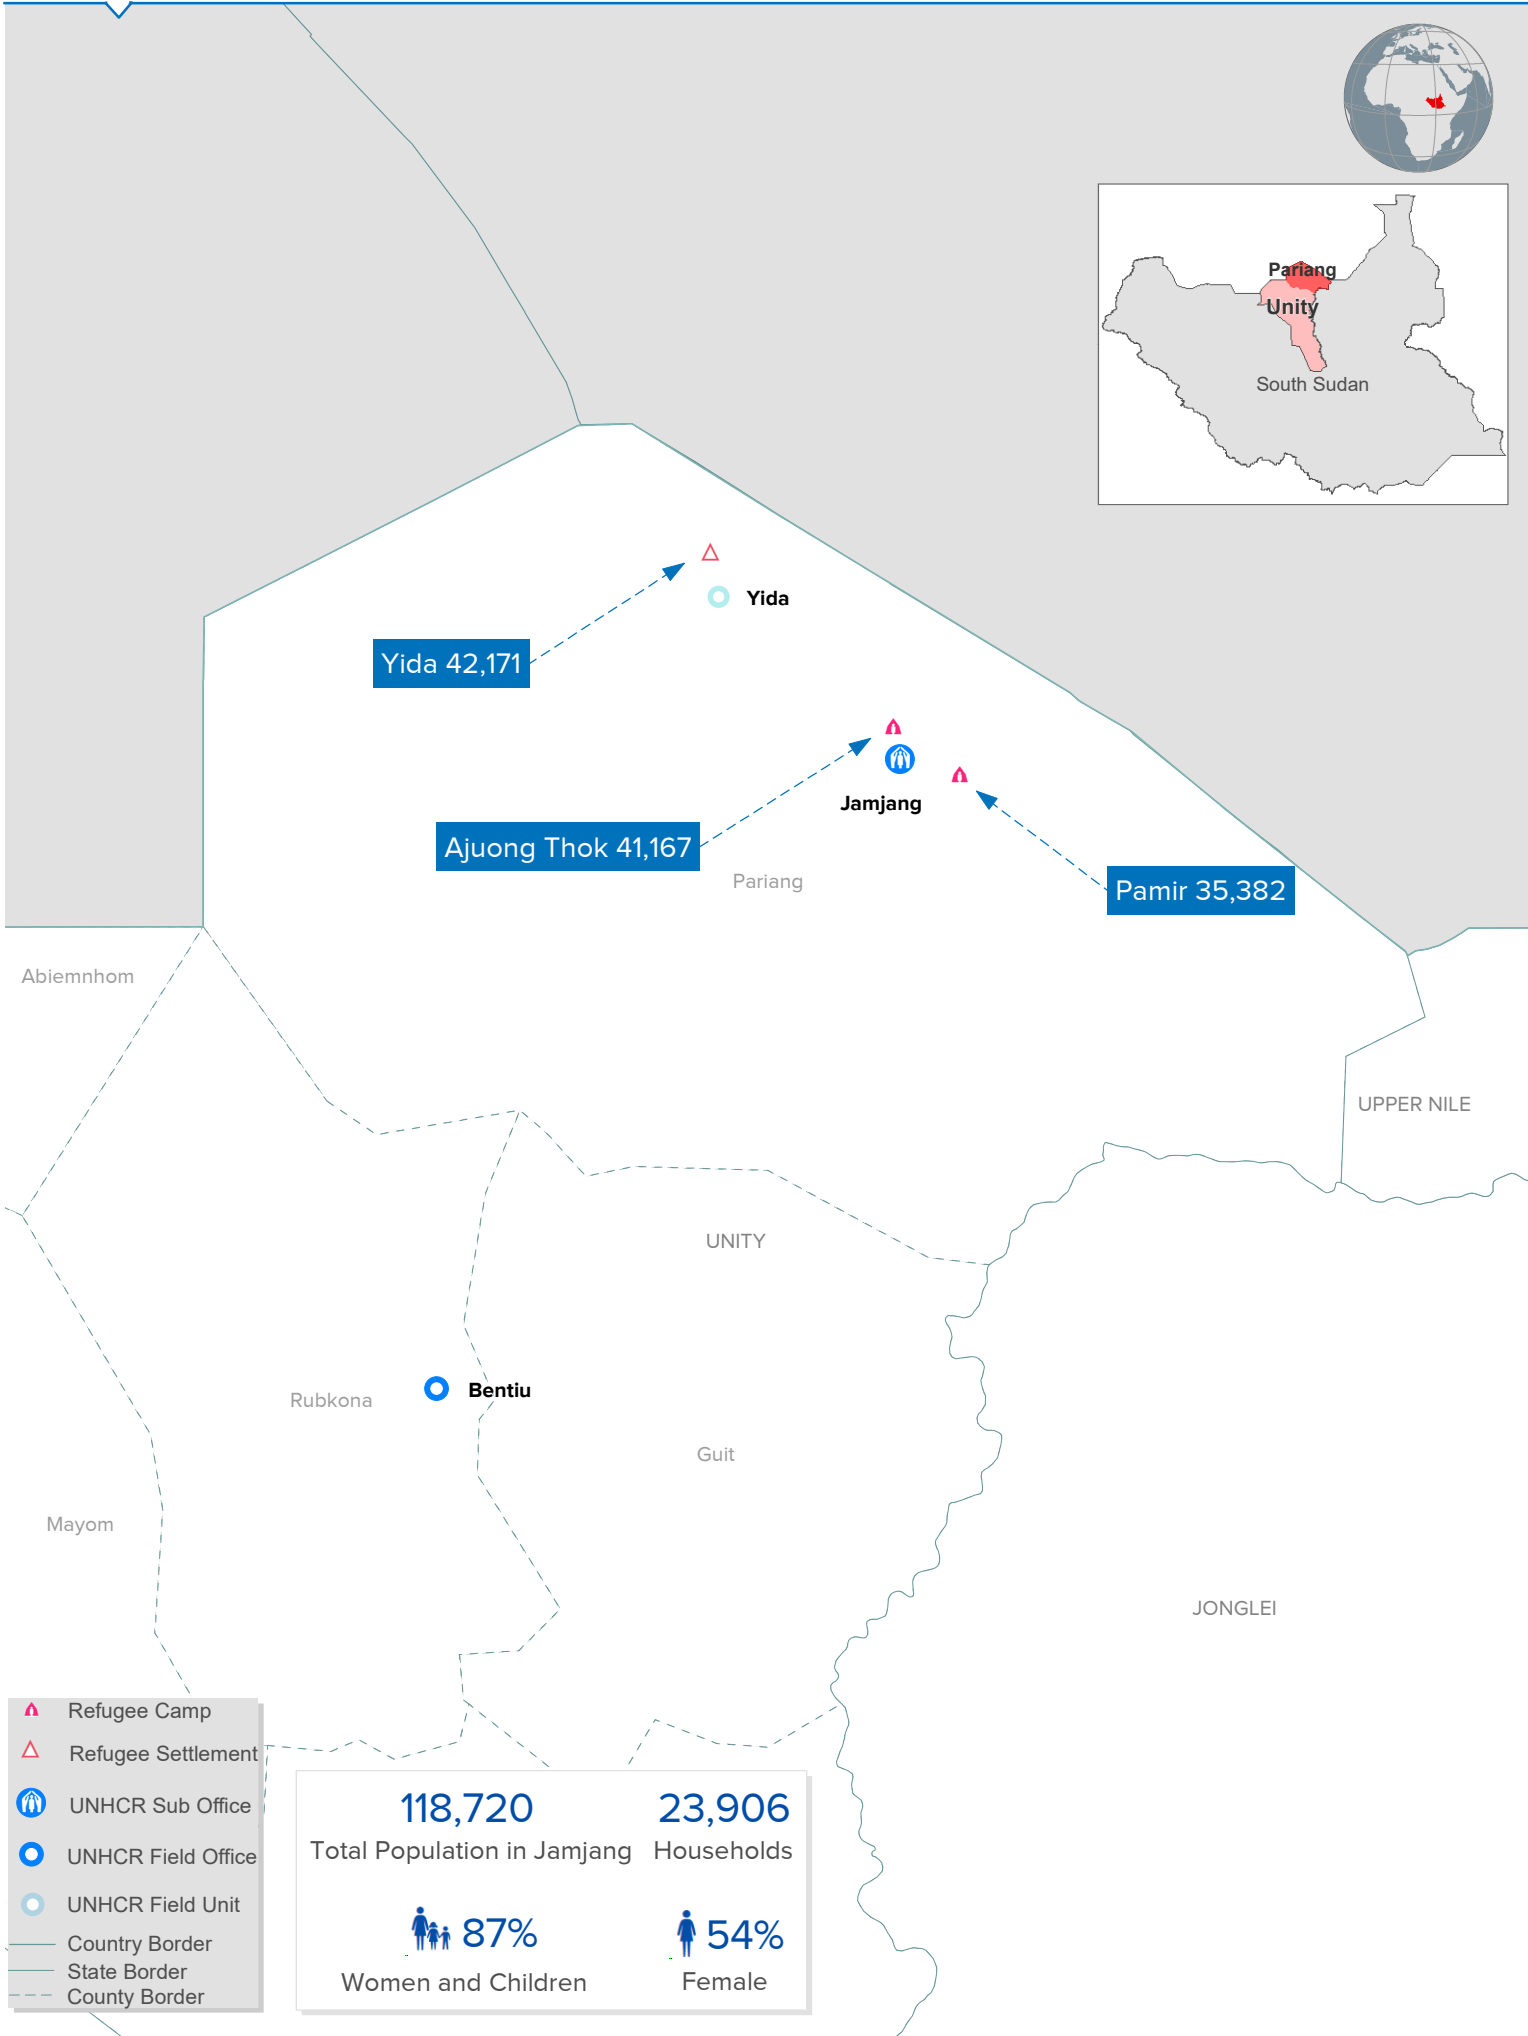 Pariang
Unity
South Sudan
Yida
Yida 42,171
Jamjang
Ajuong Thok 41,167
Pariang
Pamir 35,382
Abiemnhom
UPPER NILE
UNITY
Rubkona
Bentiu
Guit
Mayom
JONGLEI
Refugee Camp
Refugee Settlement
UNHCR Sub Office
UNHCR Field Office
UNHCR Field Unit
Country Border
State Border
County Border
118,720
Total Population in Jamjang
23,906
Households
87%
Women and Children
54%
Female